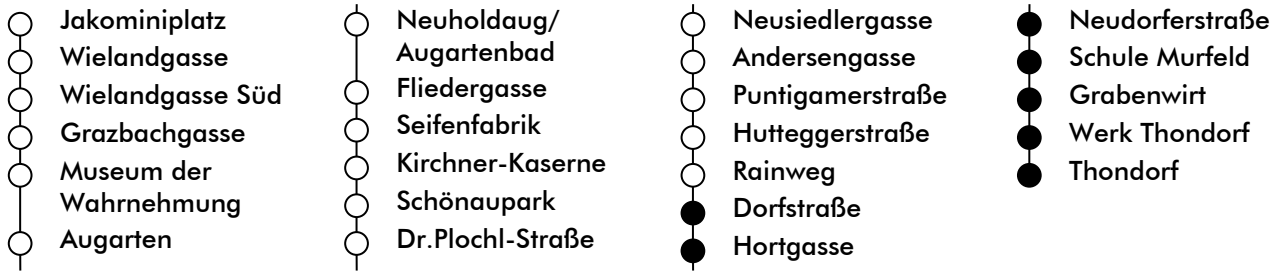 Jakominiplatz
Wielandgasse
Wielandgasse Süd
Grazbachgasse
Museum der
Wahrnehmung
Augarten
Neuholdaug/
Augartenbad
Fliedergasse
Seifenfabrik
Kirchner-Kaserne
Schönaupark
Dr.Plochl-Straße
Neusiedlergasse
Andersengasse
Puntigamerstraße
Hutteggerstraße
Rainweg
Dorfstraße
Hortgasse
Neudorferstraße
Schule Murfeld
Grabenwirt
Werk Thondorf
Thondorf